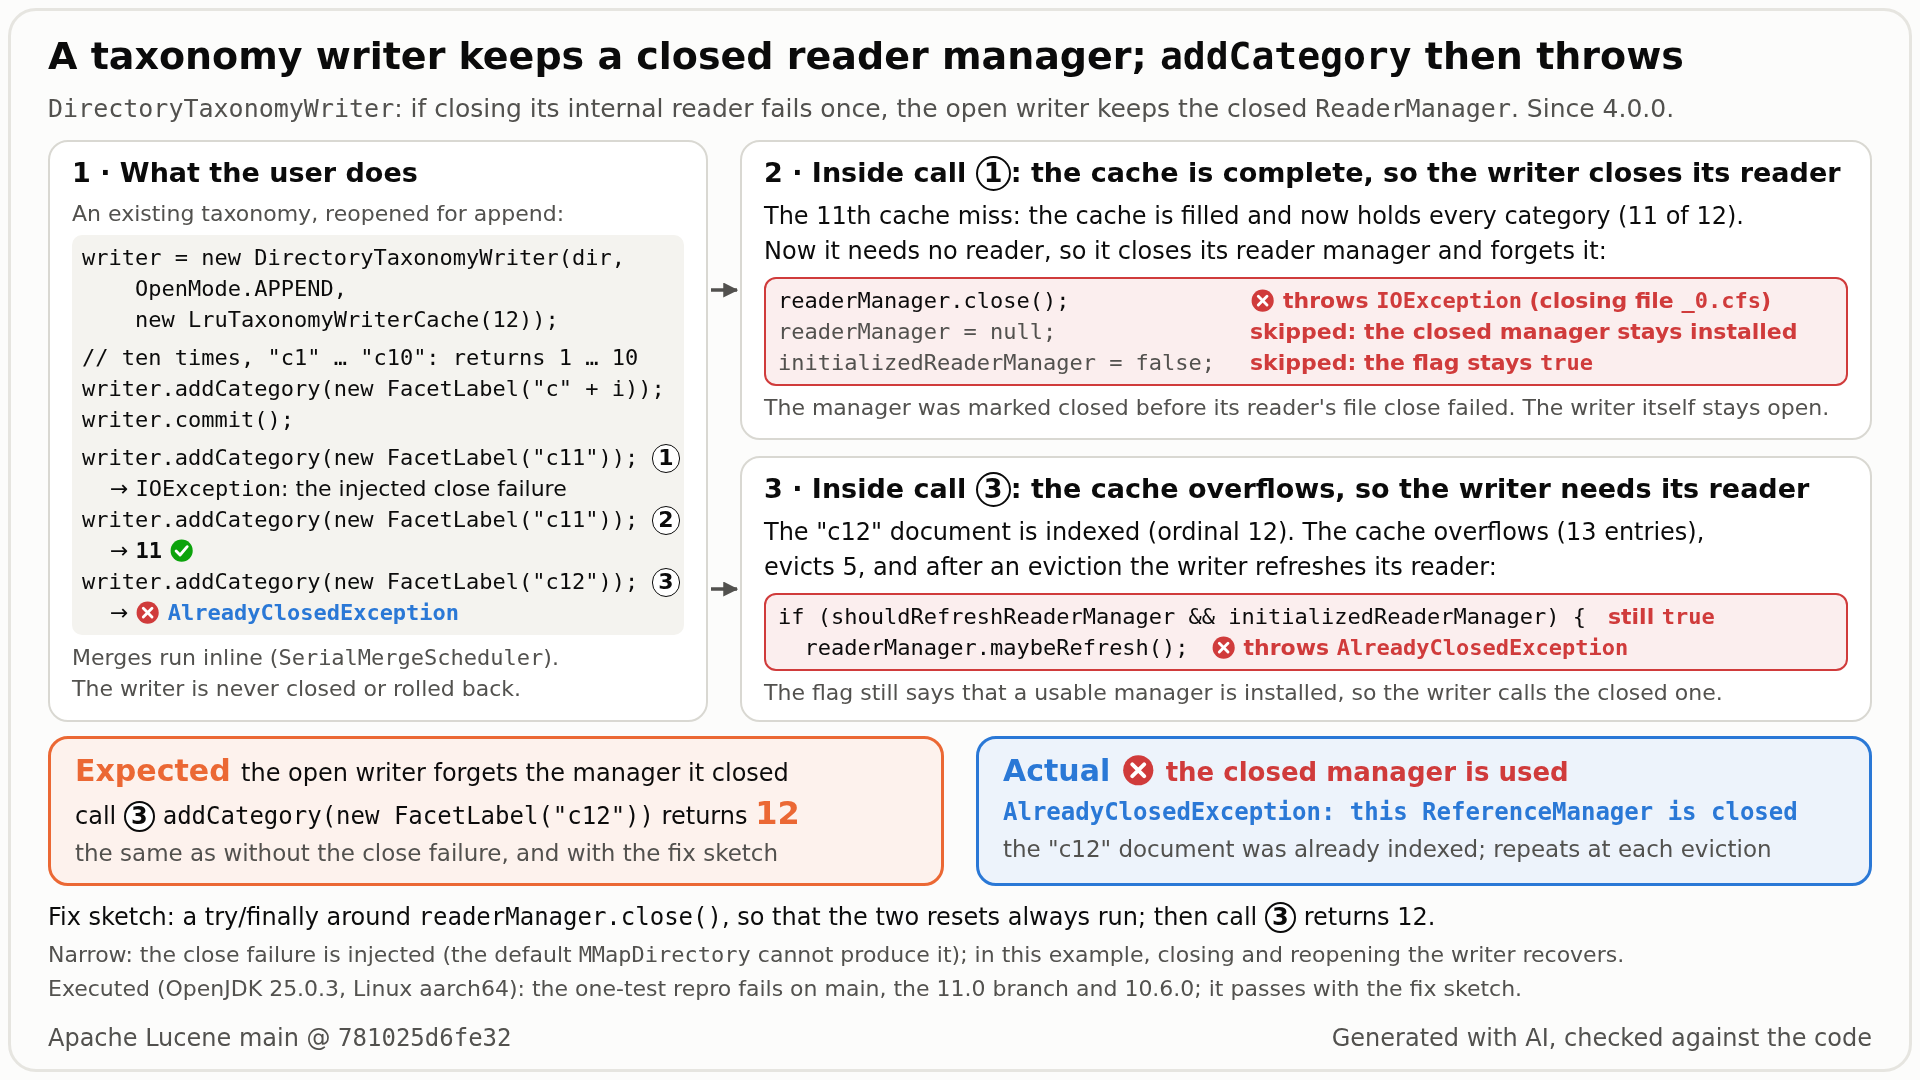 A taxonomy writer keeps a closed reader manager; addCategory then throws
DirectoryTaxonomyWriter: if closing its internal reader fails once, the open writer keeps the closed ReaderManager. Since 4.0.0.
1 · What the user does
An existing taxonomy, reopened for append:
writer = new DirectoryTaxonomyWriter(dir,
    OpenMode.APPEND,
    new LruTaxonomyWriterCache(12));
// ten times, "c1" … "c10": returns 1 … 10
writer.addCategory(new FacetLabel("c" + i));
writer.commit();
writer.addCategory(new FacetLabel("c11")); ①
→ IOException: the injected close failure
writer.addCategory(new FacetLabel("c11")); ②
→ 11 ✅
writer.addCategory(new FacetLabel("c12")); ③
→ ❌ AlreadyClosedException
Merges run inline (SerialMergeScheduler).
The writer is never closed or rolled back.
2 · Inside call ①: the cache is complete, so the writer closes its reader
The 11th cache miss: the cache is filled and now holds every category (11 of 12).
Now it needs no reader, so it closes its reader manager and forgets it:
readerManager.close(); ❌ throws IOException (closing file _0.cfs)
readerManager = null; skipped: the closed manager stays installed
initializedReaderManager = false; skipped: the flag stays true
The manager was marked closed before its reader's file close failed. The writer itself stays open.
3 · Inside call ③: the cache overflows, so the writer needs its reader
The "c12" document is indexed (ordinal 12). The cache overflows (13 entries),
evicts 5, and after an eviction the writer refreshes its reader:
if (shouldRefreshReaderManager && initializedReaderManager) { still true
  readerManager.maybeRefresh(); ❌ throws AlreadyClosedException
The flag still says that a usable manager is installed, so the writer calls the closed one.
Expected the open writer forgets the manager it closed
call ③ addCategory(new FacetLabel("c12")) returns 12
the same as without the close failure, and with the fix sketch
Actual ❌ the closed manager is used
AlreadyClosedException: this ReferenceManager is closed
the "c12" document was already indexed; repeats at each eviction
Fix sketch: a try/finally around readerManager.close(), so that the two resets always run; then call ③ returns 12.
Narrow: the close failure is injected (the default MMapDirectory cannot produce it); in this example, closing and reopening the writer recovers.
Executed (OpenJDK 25.0.3, Linux aarch64): the one-test repro fails on main, the 11.0 branch and 10.6.0; it passes with the fix sketch.
Apache Lucene main @ 781025d6fe32
Generated with AI, checked against the code